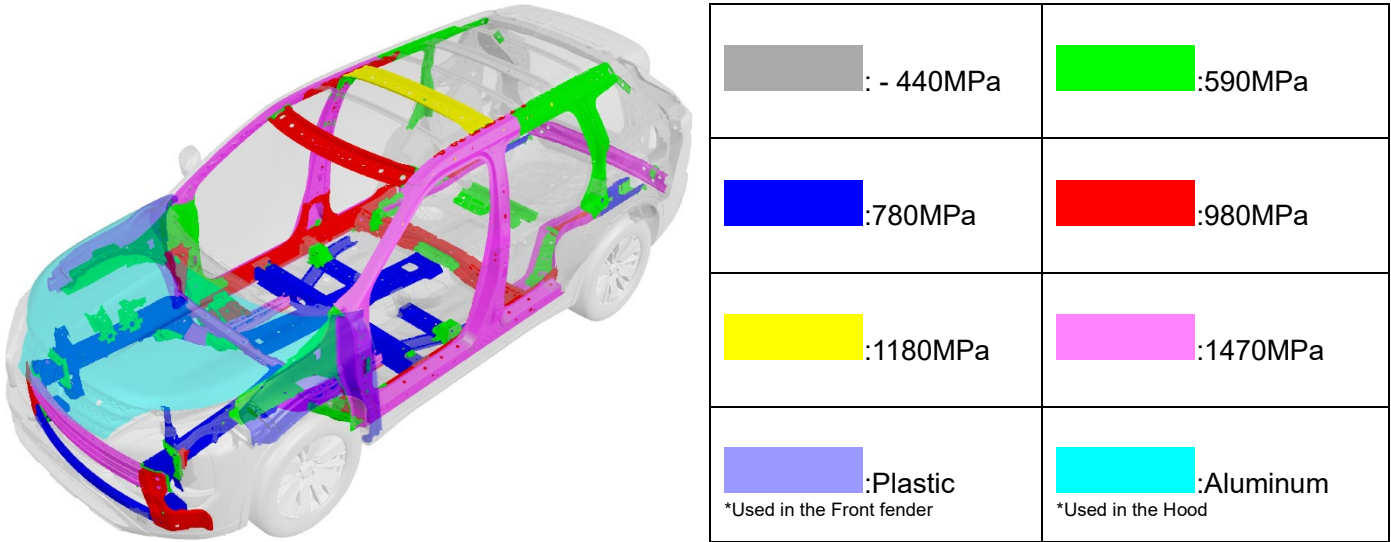 : - 440MPa
:590MPa
:780MPa
:980MPa
:1180MPa
:1470MPa
:Plastic
*Used in the Front fender
:Aluminum
*Used in the Hood